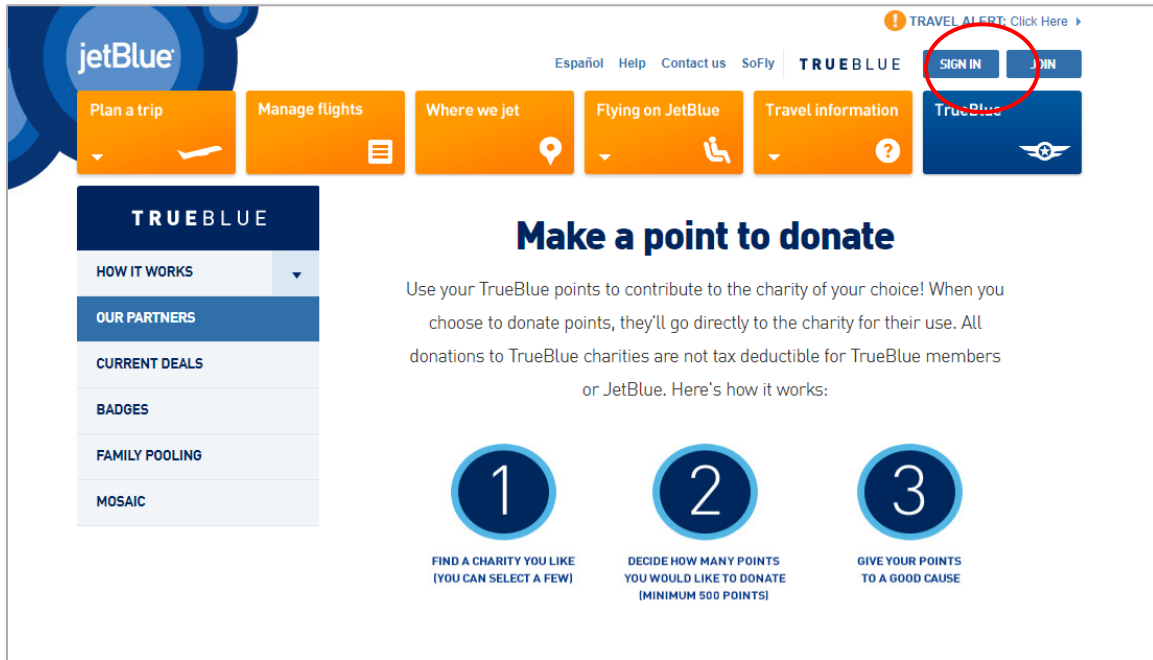 TRAVEL ALERT: Click Here
jetBlue
Español Help Contact us SoFly TRUEBLUE SIGN IN JOIN
Plan a trip Manage flights Where we jet Flying on JetBlue Travel information TrueBlue
TRUEBLUE
HOW IT WORKS
OUR PARTNERS
CURRENT DEALS
BADGES
FAMILY POOLING
MOSAIC
Make a point to donate
Use your TrueBlue points to contribute to the charity of your choice! When you
choose to donate points, they'll go directly to the charity for their use. All
donations to TrueBlue charities are not tax deductible for TrueBlue members
or JetBlue. Here's how it works:
1
FIND A CHARITY YOU LIKE
(YOU CAN SELECT A FEW)
2
DECIDE HOW MANY POINTS
YOU WOULD LIKE TO DONATE
(MINIMUM 500 POINTS)
3
GIVE YOUR POINTS
TO A GOOD CAUSE